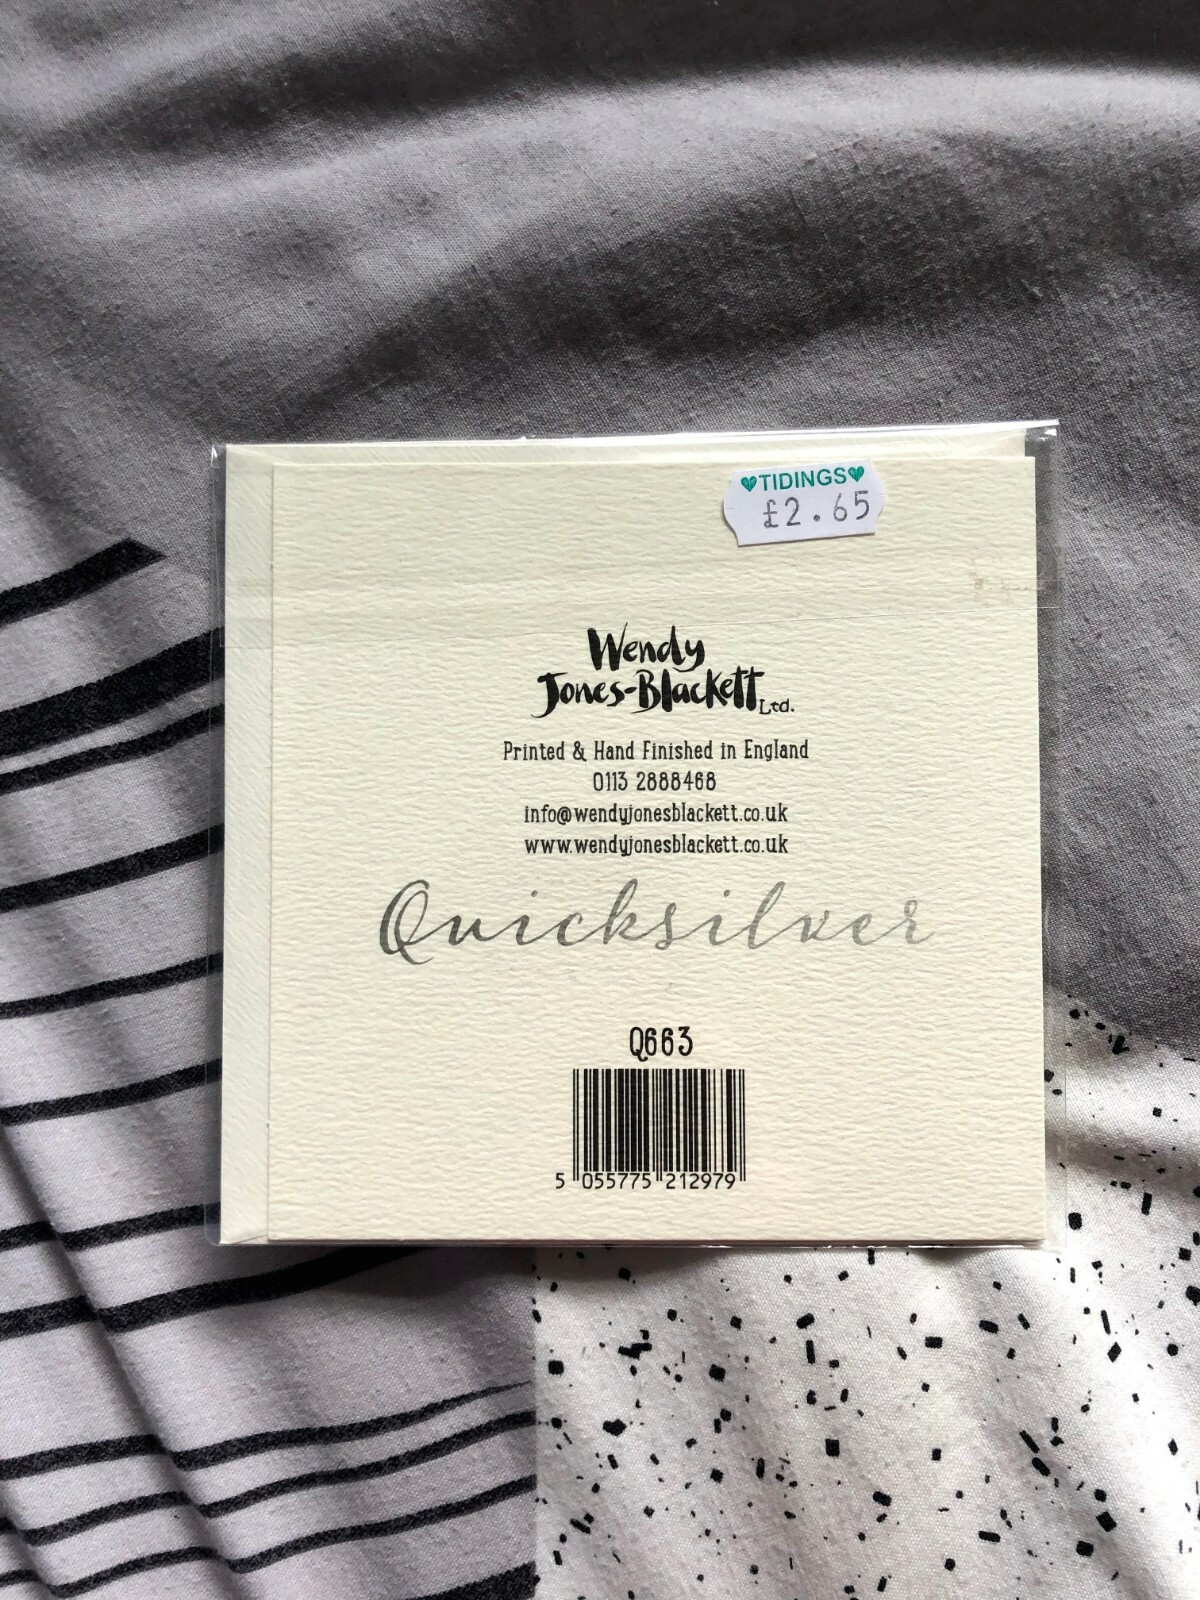 TIDINGS
£2.65
Wendy
Jones-Blackett Ltd.
Printed & Hand Finished in England
0113 2888468
info@wendyjonesblackett.co.uk
www.wendyjonesblackett.co.uk
Quicksilver
Q663
5 055775 212979